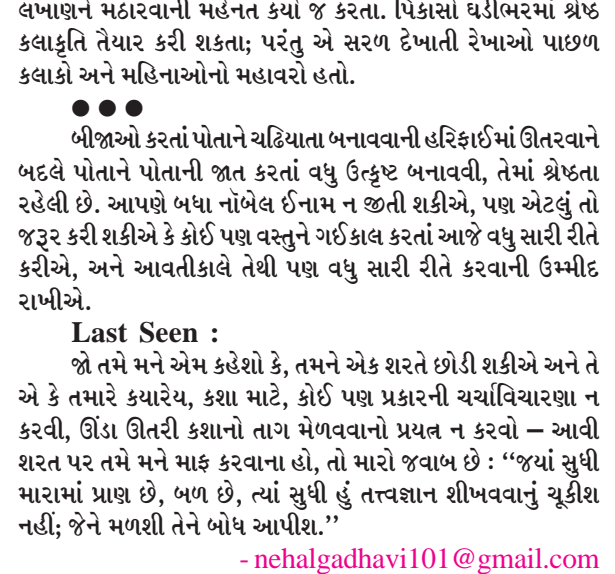 લખાણને મઠારવાની મહેનત કર્યા જ કરતા. પિકાસો ઘડીભરમાં શ્રેષ્ઠ
કલાકૃતિ તૈયાર કરી શકતા; પરંતુ એ સરળ દેખાતી રેખાઓ પાછળ
કલાકો અને મહિનાઓનો મહાવરો હતો.
● ● ●
બીજાઓ કરતાં પોતાને ચઢિયાતા બનાવવાની હરિફાઈમાં ઊતરવાને
બદલે પોતાને પોતાની જાત કરતાં વધુ ઉત્કૃષ્ટ બનાવવી, તેમાં શ્રેષ્ઠતા
રહેલી છે. આપણે બધા નૉબેલ ઈનામ ન જીતી શકીએ, પણ એટલું તો
જરૂર કરી શકીએ કે કોઈ પણ વસ્તુને ગઈકાલ કરતાં આજે વધુ સારી રીતે
કરીએ, અને આવતીકાલે તેથી પણ વધુ સારી રીતે કરવાની ઉમ્મીદ
રાખીએ.
Last Seen :
જો તમે મને એમ કહેશો કે, તમને એક શરતે છોડી શકીએ અને તે
એ કે તમારે કયારેય, કશા માટે, કોઈ પણ પ્રકારની ચર્ચાવિચારણા ન
કરવી, ઊંડા ઊતરી કશાનો તાગ મેળવવાનો પ્રયત્ન ન કરવો – આવી
શરત પર તમે મને માફ કરવાના હો, તો મારો જવાબ છે : ‘‘જયાં સુધી
મારામાં પ્રાણ છે, બળ છે, ત્યાં સુધી હું તત્ત્વજ્ઞાન શીખવવાનું ચૂકીશ
નહીં; જેને મળશી તેને બોધ આપીશ.’’
- nehalgadhavi101@gmail.com